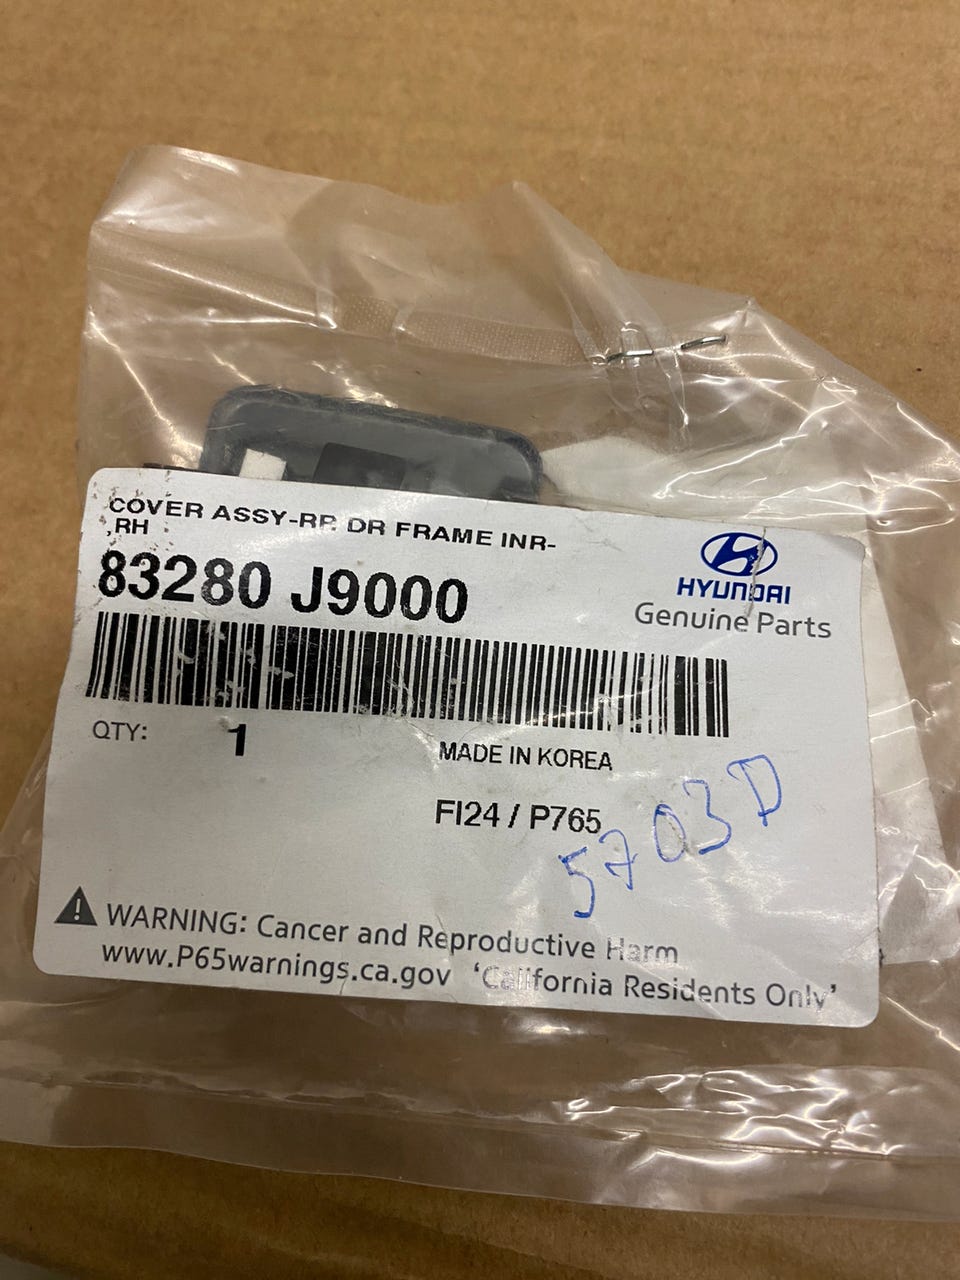 COVER ASSY-RR DR FRAME INR-
,RH
83280 J9000
HYUNDAI
Genuine Parts
QTY: 1
MADE IN KOREA
FI24 / P765
5703D
WARNING: Cancer and Reproductive Harm
www.P65warnings.ca.gov 'California Residents Only'